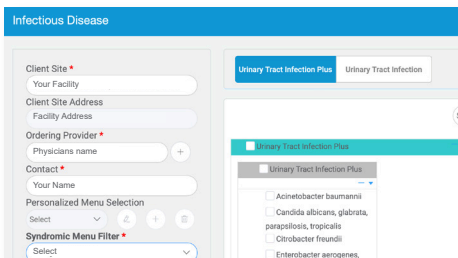 Infectious Disease
Client Site *
Your Facility
Client Site Address
Facility Address
Ordering Provider *
Physicians name
Contact *
Your Name
Personalized Menu Selection
Select
Syndromic Menu Filter *
Select
Urinary Tract Infection Plus
Urinary Tract Infection
Urinary Tract Infection Plus
Urinary Tract Infection Plus
Acinetobacter baumannii
Candida albicans, glabrata,
parapsilosis, tropicalis
Citrobacter freundii
Enterobacter aerogenes,